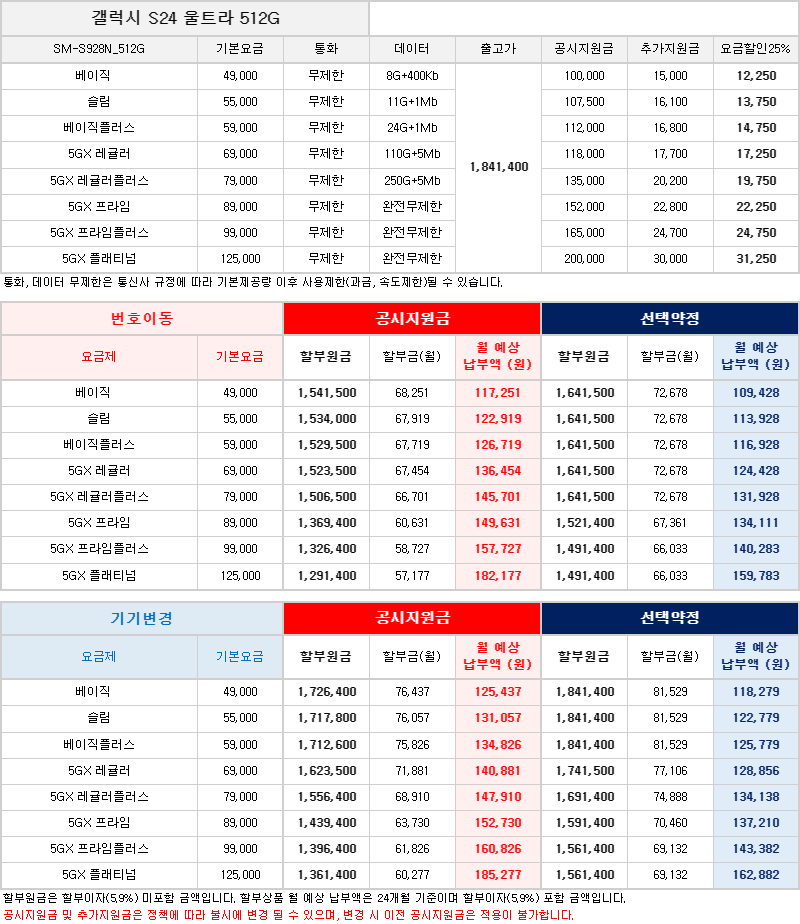 갤럭시 S24 울트라 512G
SM-S928N_512G 기본요금 통화 데이터 출고가 공시지원금 추가지원금 요금할인25%
베이직 49,000 무제한 8G+400Kb 100,000 15,000 12,250
슬림 55,000 무제한 11G+1Mb 107,500 16,100 13,750
베이직플러스 59,000 무제한 24G+1Mb 112,000 16,800 14,750
5GX 레귤러 69,000 무제한 110G+5Mb 118,000 17,700 17,250
1,841,400
5GX 레귤러플러스 79,000 무제한 250G+5Mb 135,000 20,200 19,750
5GX 프라임 89,000 무제한 완전무제한 152,000 22,800 22,250
5GX 프라임플러스 99,000 무제한 완전무제한 165,000 24,700 24,750
5GX 플래티넘 125,000 무제한 완전무제한 200,000 30,000 31,250
통화, 데이터 무제한은 통신사 규정에 따라 기본제공량 이후 사용제한(과금, 속도제한)될 수 있습니다.
번호이동 공시지원금 선택약정
요금제 기본요금 할부원금 할부금(월) 월 예상 납부액 (원) 할부원금 할부금(월) 월 예상 납부액 (원)
베이직 49,000 1,541,500 68,251 117,251 1,641,500 72,678 109,428
슬림 55,000 1,534,000 67,919 122,919 1,641,500 72,678 113,928
베이직플러스 59,000 1,529,500 67,719 126,719 1,641,500 72,678 116,928
5GX 레귤러 69,000 1,523,500 67,454 136,454 1,641,500 72,678 124,428
5GX 레귤러플러스 79,000 1,506,500 66,701 145,701 1,641,500 72,678 131,928
5GX 프라임 89,000 1,369,400 60,631 149,631 1,521,400 67,361 134,111
5GX 프라임플러스 99,000 1,326,400 58,727 157,727 1,491,400 66,033 140,283
5GX 플래티넘 125,000 1,291,400 57,177 182,177 1,491,400 66,033 159,783
기기변경 공시지원금 선택약정
요금제 기본요금 할부원금 할부금(월) 월 예상 납부액 (원) 할부원금 할부금(월) 월 예상 납부액 (원)
베이직 49,000 1,726,400 76,437 125,437 1,841,400 81,529 118,279
슬림 55,000 1,717,800 76,057 131,057 1,841,400 81,529 122,779
베이직플러스 59,000 1,712,600 75,826 134,826 1,841,400 81,529 125,779
5GX 레귤러 69,000 1,623,500 71,881 140,881 1,741,500 77,106 128,856
5GX 레귤러플러스 79,000 1,556,400 68,910 147,910 1,691,400 74,888 134,138
5GX 프라임 89,000 1,439,400 63,730 152,730 1,591,400 70,460 137,210
5GX 프라임플러스 99,000 1,396,400 61,826 160,826 1,561,400 69,132 143,382
5GX 플래티넘 125,000 1,361,400 60,277 185,277 1,561,400 69,132 162,882
할부원금은 할부이자(5,9%) 미포함 금액입니다. 할부상품 월 예상 납부액은 24개월 기준이며 할부이자(5,9%) 포함 금액입니다.
공시지원금 및 추가지원금은 정책에 따라 불시에 변경 될 수 있으며, 변경 시 이전 공시지원금은 적용이 불가합니다.